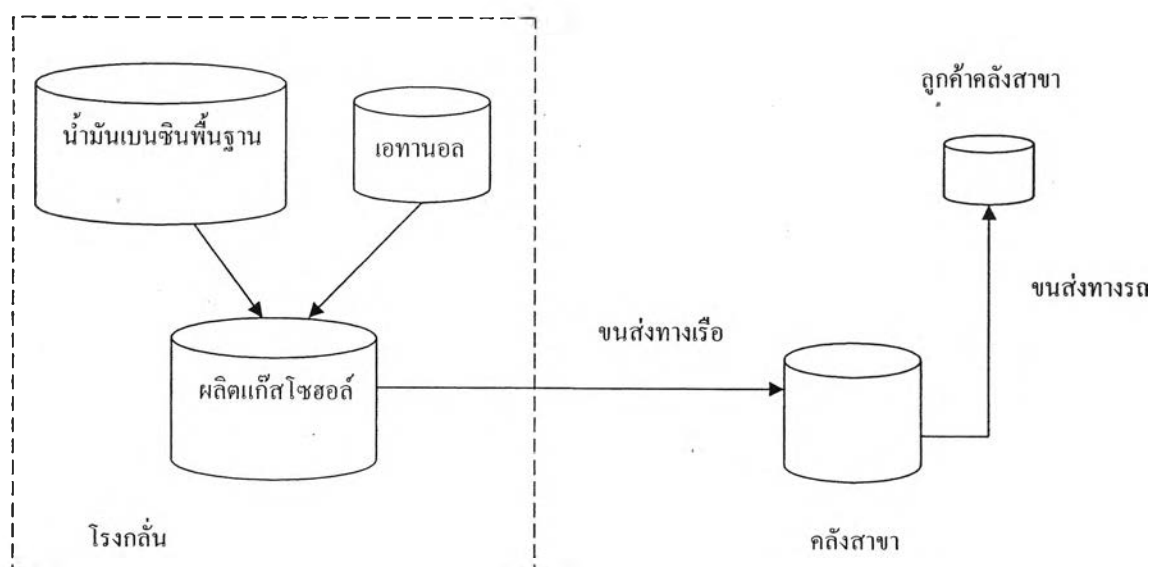 น้ำมันเบนซินพื้นฐาน
เอทานอล
ผลิตแก๊สโซฮอล์
โรงกลั่น
ขนส่งทางเรือ
คลังสาขา
ลูกค้าคลังสาขา
ขนส่งทางรถ